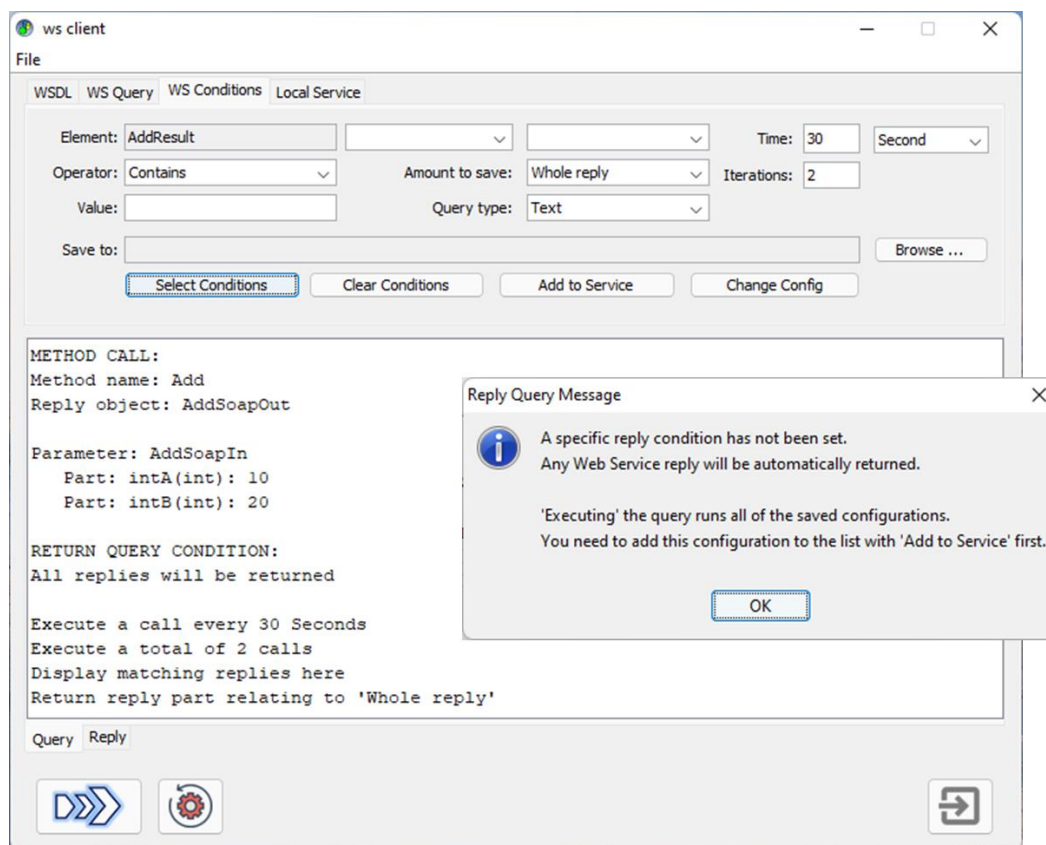 ws client
File
WSDL WS Query WS Conditions Local Service
Element: AddResult Time: 30 Second
Operator: Contains Amount to save: Whole reply Iterations: 2
Value: Query type: Text
Save to: Browse ...
Select Conditions Clear Conditions Add to Service Change Config
METHOD CALL:
Method name: Add
Reply object: AddSoapOut
Parameter: AddSoapIn
Part: intA(int): 10
Part: intB(int): 20
RETURN QUERY CONDITION:
All replies will be returned
Execute a call every 30 Seconds
Execute a total of 2 calls
Display matching replies here
Return reply part relating to 'Whole reply'
Reply Query Message
A specific reply condition has not been set.
Any Web Service reply will be automatically returned.
'Executing' the query runs all of the saved configurations.
You need to add this configuration to the list with 'Add to Service' first.
OK
Query Reply